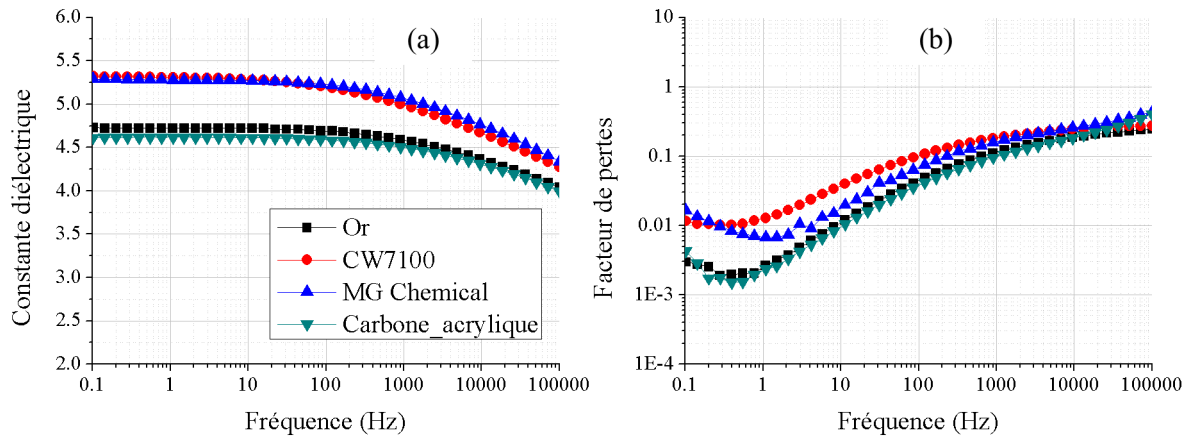 (a)
Constante diélectrique
6.0
5.5
5.0
4.5
4.0
3.5
3.0
2.5
2.0
Or
CW7100
MG Chemical
Carbone_acrylique
0.1
1
10
100
1000
10000
100000
Fréquence (Hz)
(b)
Facteur de pertes
10
1
0.1
0.01
1E-3
1E-4
0.1
1
10
100
1000
10000
100000
Fréquence (Hz)